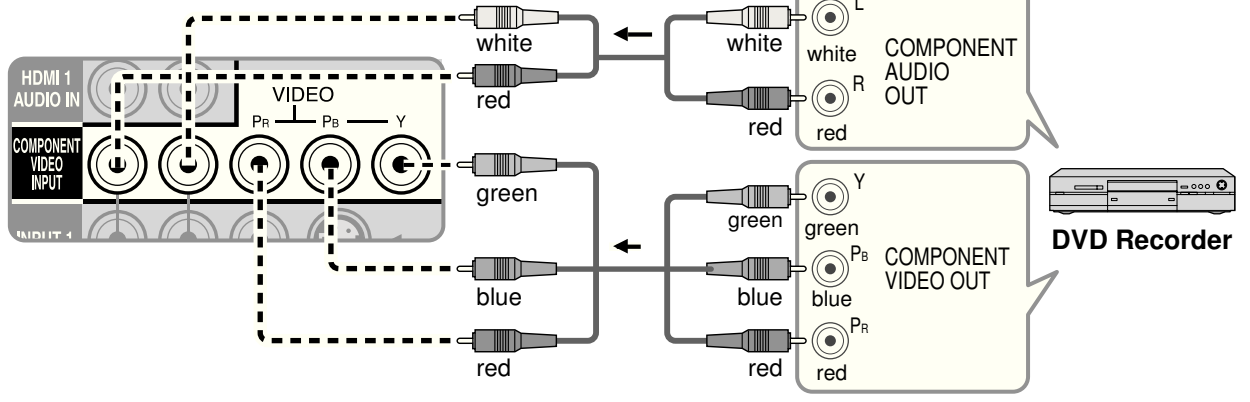 HDMI 1
AUDIO IN
VIDEO
PR PB Y
COMPONENT
VIDEO
INPUT
INPUT 1
white
red
green
blue
red
white
red
green
blue
red
L
white
R
red
COMPONENT
AUDIO
OUT
Y
green
PB
blue
PR
red
COMPONENT
VIDEO OUT
DVD Recorder